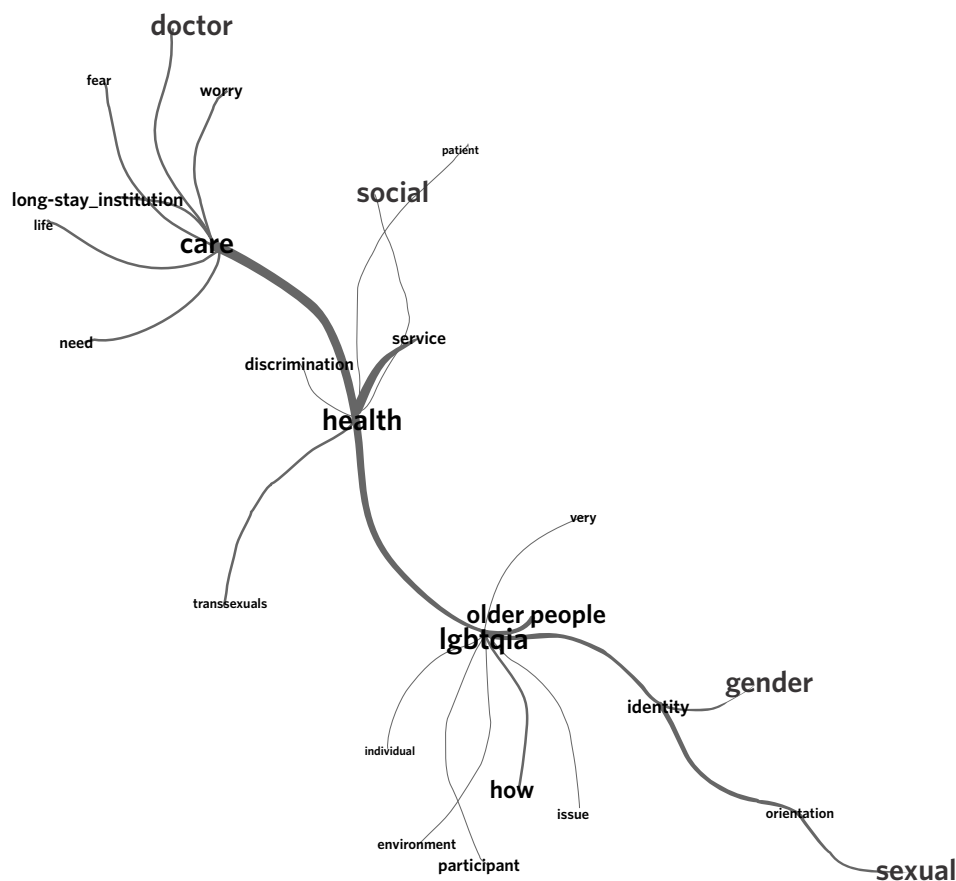 doctor
fear
worry
patient
social
long-stay_institution
life
care
need
service
discrimination
health
very
transsexuals
older people
lgbtqia
gender
identity
individual
how
issue
orientation
environment
participant
sexual